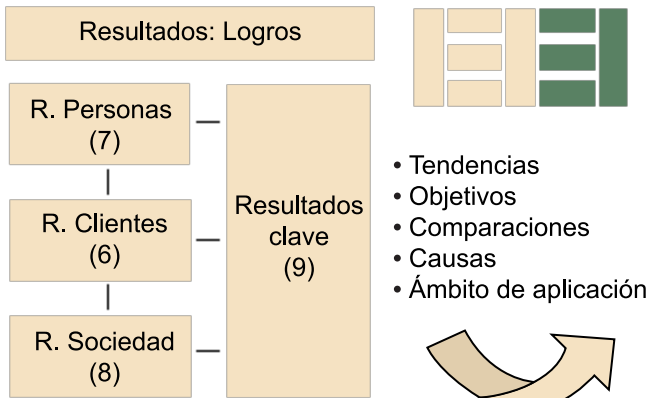 Resultados: Logros
R. Personas
(7)
R. Clientes
(6)
R. Sociedad
(8)
Resultados
clave
(9)
• Tendencias
• Objetivos
• Comparaciones
• Causas
• Ámbito de aplicación